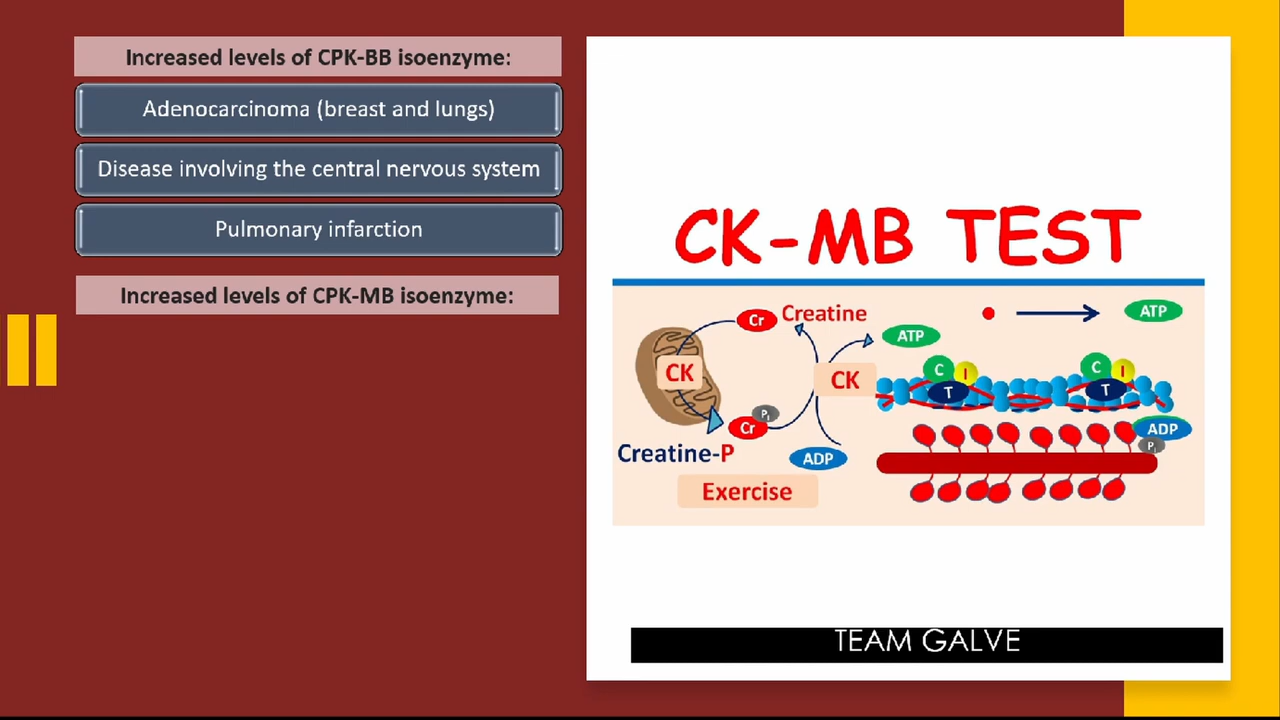 Increased levels of CPK-BB isoenzyme:
Adenocarcinoma (breast and lungs)
Disease involving the central nervous system
Pulmonary infarction
Increased levels of CPK-MB isoenzyme:
CK-MB TEST
Cr
Creatine
ATP
ATP
CK
CK
C
I
T
C
I
T
Pi
Cr
ADP
Pi
Creatine-P
ADP
Exercise
TEAM GALVE